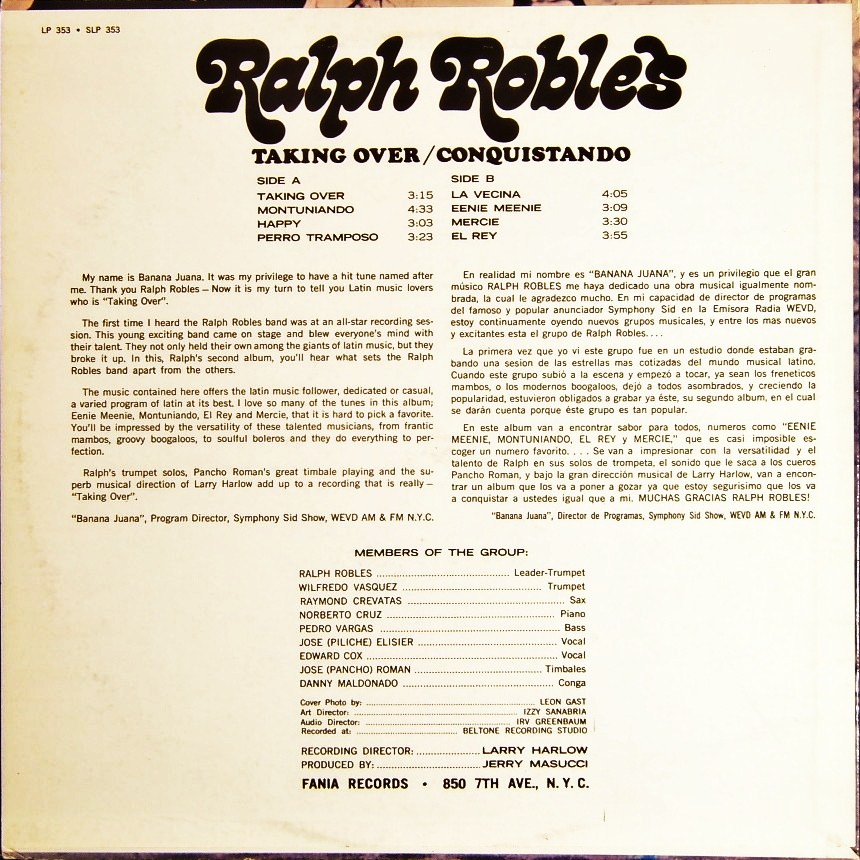 LP 353 • SLP 353
Ralph Robles
TAKING OVER/CONQUISTANDO
SIDE A
TAKING OVER 3:15
MONTUNIANDO 4:33
HAPPY 3:03
PERRO TRAMPOSO 3:23
SIDE B
LA VECINA 4:05
EENIE MEENIE 3:09
MERCIE 3:30
EL REY 3:55
My name is Banana Juana. It was my privilege to have a hit tune named after
me. Thank you Ralph Robles — Now it is my turn to tell you Latin music lovers
who is "Taking Over".
The first time I heard the Ralph Robles band was at an all-star recording ses-
sion. This young exciting band came on stage and blew everyone's mind with
their talent. They not only held their own among the giants of latin music, but they
broke it up. In this, Ralph's second album, you'll hear what sets the Ralph
Robles band apart from the others.
The music contained here offers the latin music follower, dedicated or casual,
a varied program of latin at its best. I love so many of the tunes in this album;
Eenie Meenie, Montuniando, El Rey and Mercie, that it is hard to pick a favorite.
You'll be impressed by the versatility of these talented musicians, from frantic
mambos, groovy boogaloos, to soulful boleros and they do everything to per-
fection.
Ralph's trumpet solos, Pancho Roman's great timbale playing and the su-
perb musical direction of Larry Harlow add up to a recording that is really —
"Taking Over".
"Banana Juana", Program Director, Symphony Sid Show, WEVD AM & FM N.Y.C.
En realidad mi nombre es "BANANA JUANA", y es un privilegio que el gran
músico RALPH ROBLES me haya dedicado una obra musical igualmente nom-
brada, la cual le agradezco mucho. En mi capacidad de director de programas
del famoso y popular anunciador Symphony Sid en la Emisora Radia WEVD,
estoy continuamente oyendo nuevos grupos musicales, y entre los mas nuevos
y excitantes esta el grupo de Ralph Robles....
La primera vez que yo vi este grupo fue en un estudio donde estaban gra-
bando una sesion de las estrellas mas cotizadas del mundo musical latino.
Cuando este grupo subió a la escena y empezó a tocar, ya sean los freneticos
mambos, o los modernos boogaloos, dejó a todos asombrados, y creciendo la
popularidad, estuvieron obligados a grabar ya éste, su segundo album, en el cual
se darán cuenta porque éste grupo es tan popular.
En este album van a encontrar sabor para todos, numeros como "EENIE
MEENIE, MONTUNIANDO, EL REY y MERCIE," que es casi imposible es-
coger un numero favorito. . . . Se van a impresionar con la versatilidad y el
talento de Ralph en sus solos de trompeta, el sonido que le saca a los cueros
Pancho Roman, y bajo la gran dirección musical de Larry Harlow, van a encon-
trar un album que los va a poner a gozar ya que estoy segurisimo que los va
a conquistar a ustedes igual que a mi. MUCHAS GRACIAS RALPH ROBLES!
"Banana Juana", Director de Programas, Symphony Sid Show, WEVD AM & FM N.Y.C.
MEMBERS OF THE GROUP:
RALPH ROBLES ........ Leader-Trumpet
WILFREDO VASQUEZ ........ Trumpet
RAYMOND CREVATAS ........ Sax
NORBERTO CRUZ ........ Piano
PEDRO VARGAS ........ Bass
JOSE (PILICHE) ELISIER ........ Vocal
EDWARD COX ........ Vocal
JOSE (PANCHO) ROMAN ........ Timbales
DANNY MALDONADO ........ Conga
Cover Photo by: ........ LEON GAST
Art Director: ........ IZZY SANABRIA
Audio Director: ........ IRV GREENBAUM
Recorded at: ........ BELTONE RECORDING STUDIO
RECORDING DIRECTOR: ........ LARRY HARLOW
PRODUCED BY: ........ JERRY MASUCCI
FANIA RECORDS • 850 7TH AVE., N.Y.C.